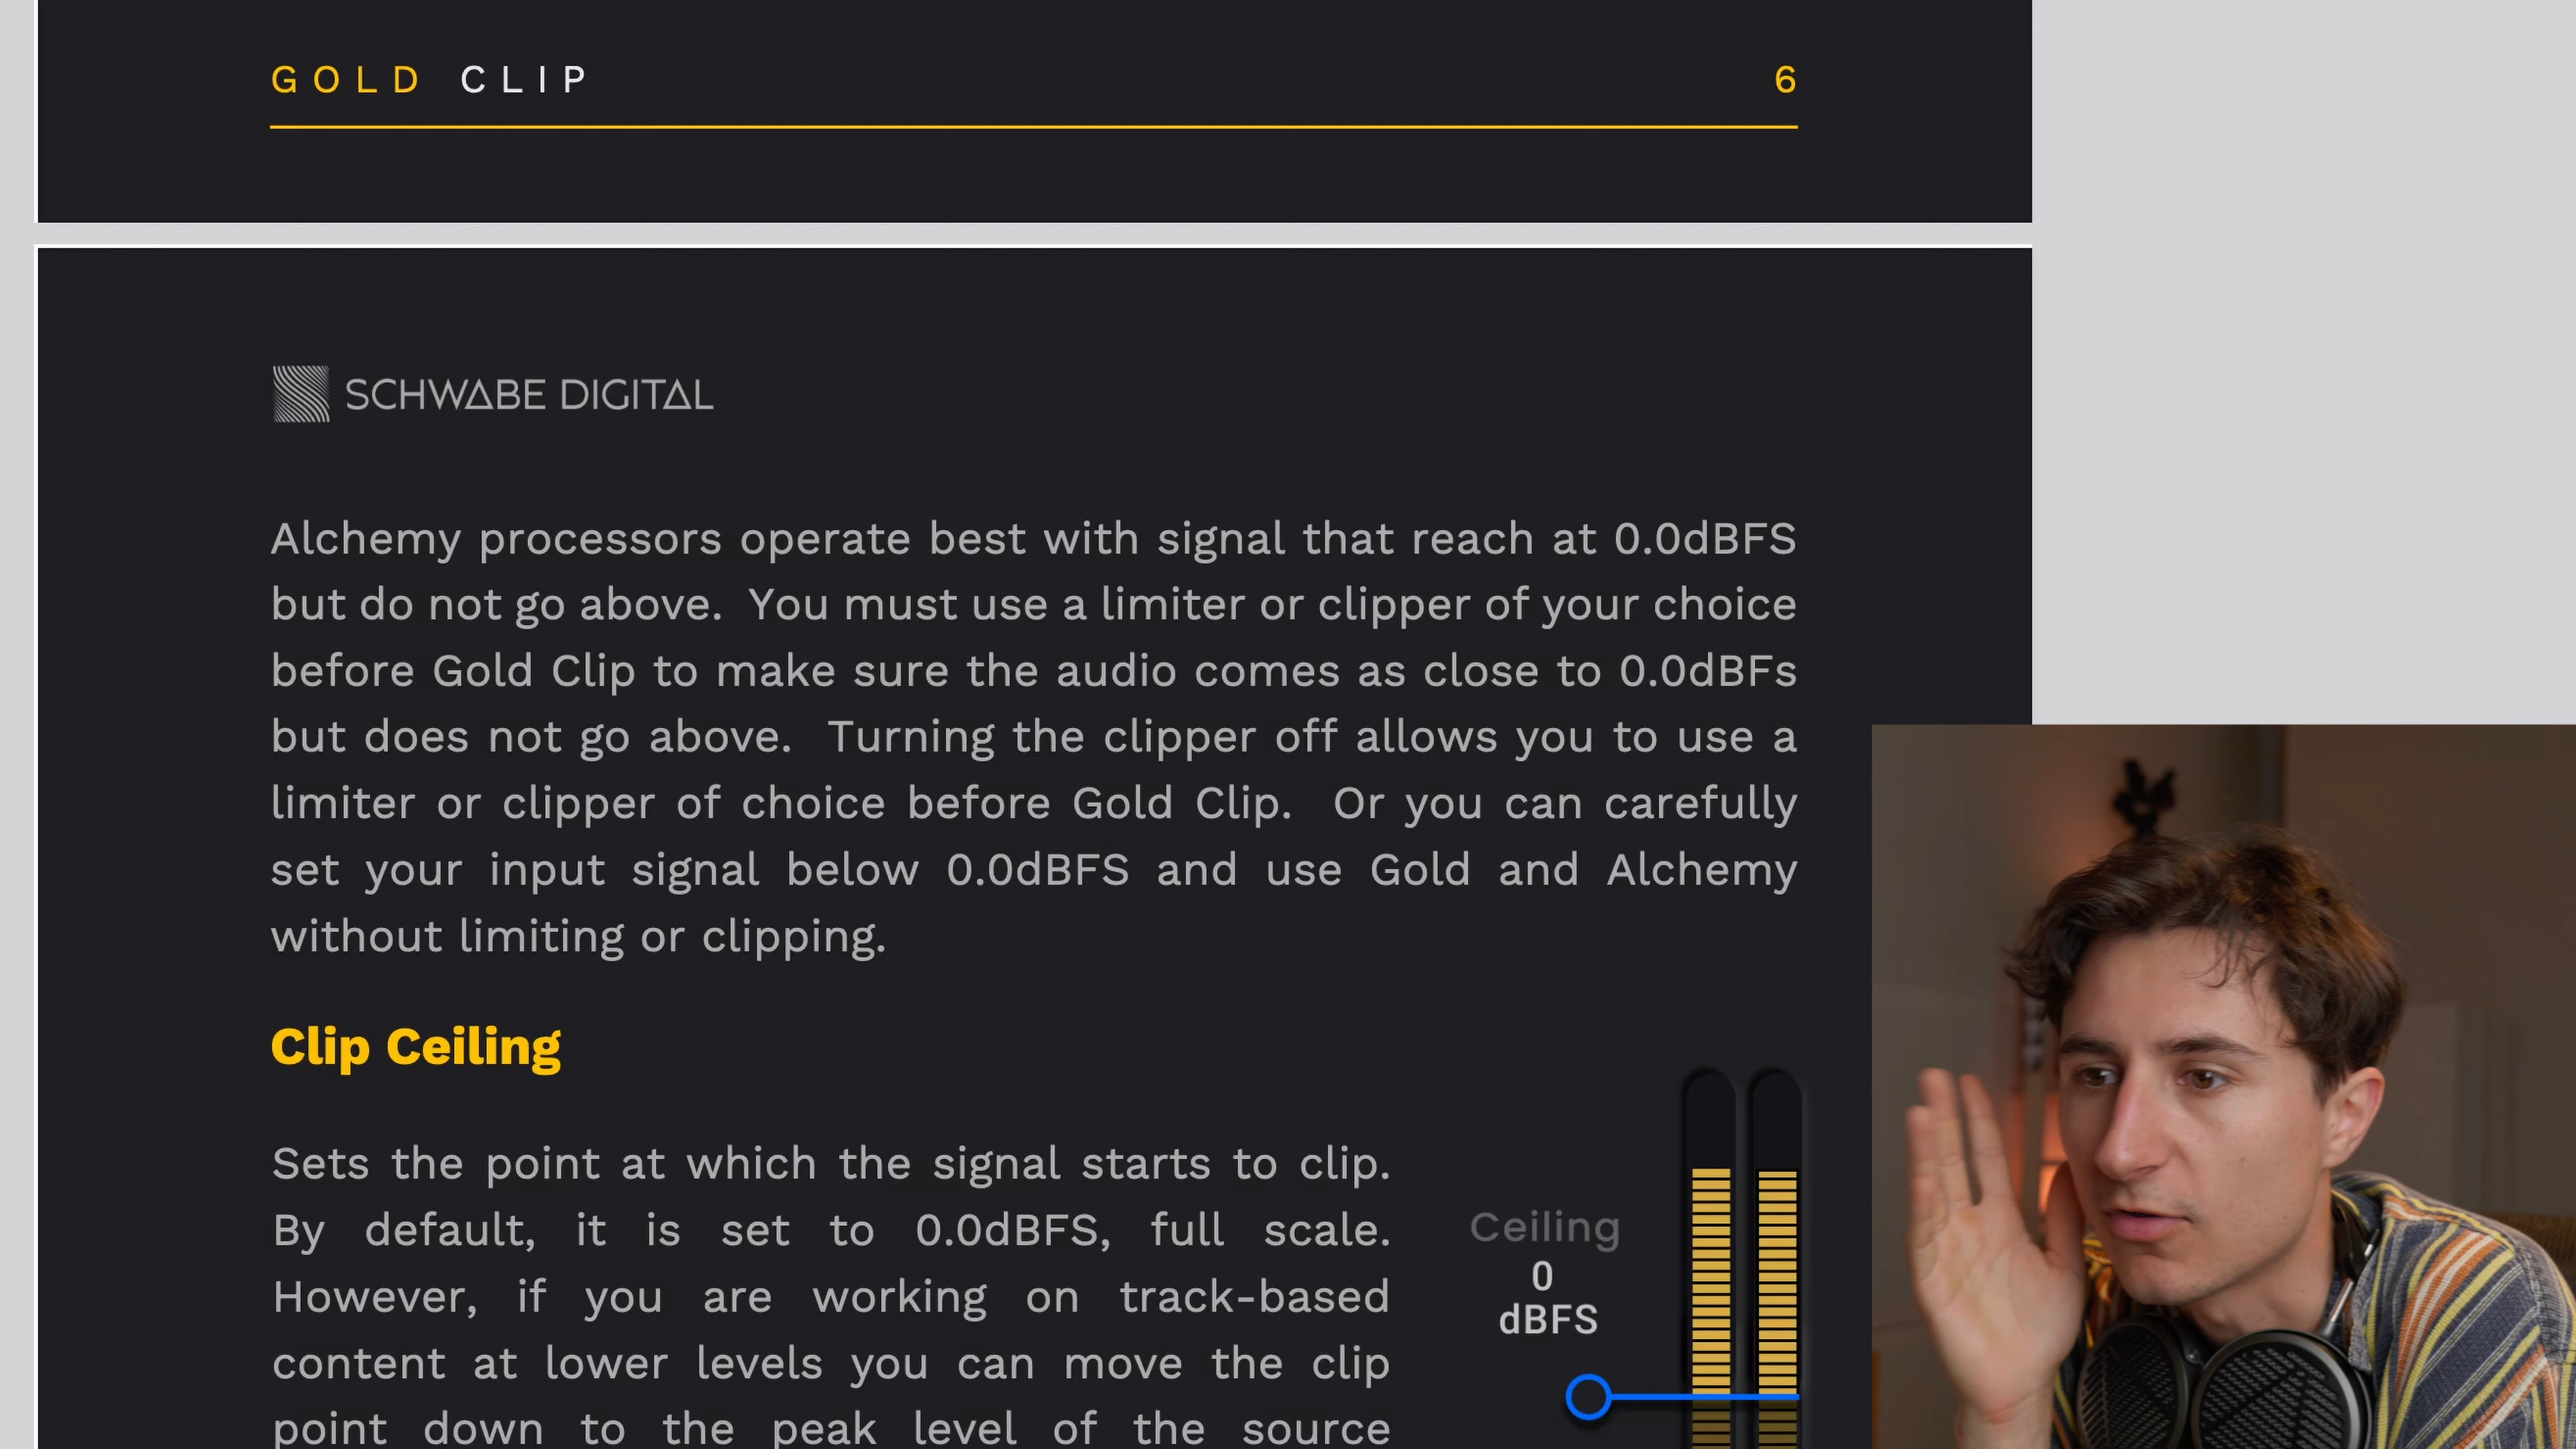 GOLD CLIP 6
SCHWABE DIGITAL
Alchemy processors operate best with signal that reach at 0.0dBFS
but do not go above.  You must use a limiter or clipper of your choice
before Gold Clip to make sure the audio comes as close to 0.0dBFs
but does not go above.  Turning the clipper off allows you to use a
limiter or clipper of choice before Gold Clip.  Or you can carefully
set your input signal below 0.0dBFS and use Gold and Alchemy
without limiting or clipping.
Clip Ceiling
Sets the point at which the signal starts to clip.
By default, it is set to 0.0dBFS, full scale.
However, if you are working on track-based
content at lower levels you can move the clip
point down to the peak level of the source
Ceiling
0
dBFS